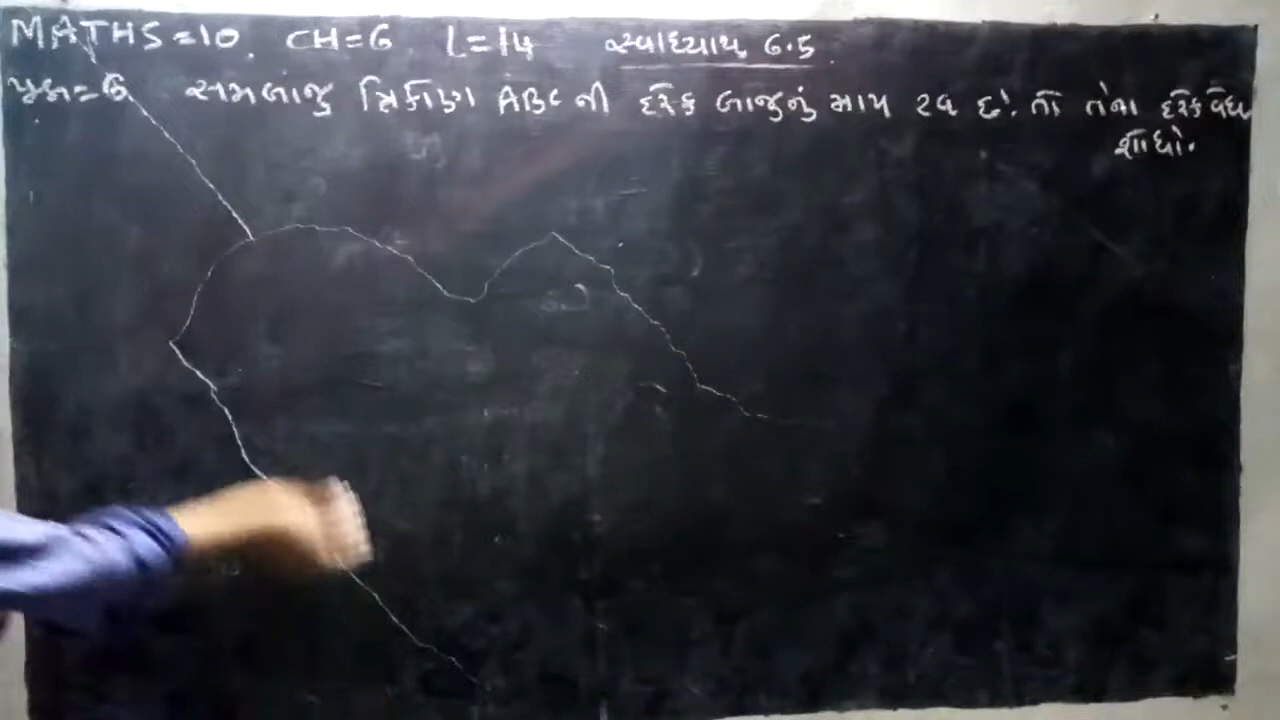 MATHS = 10. CH = 6 L = 14 સ્વાધ્યાય 6.5
પ્રશ્ન = 6 સમબાજુ ત્રિકોણ ABC ની દરેક બાજુનું માપ 2a છે. તો તેના દરેક વેધ
શોધો.